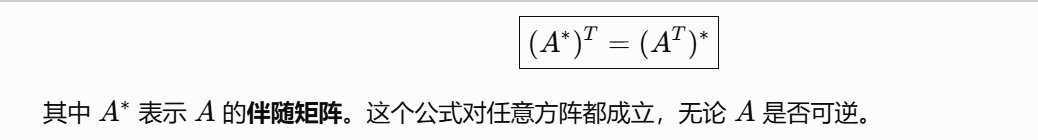 (A*)ᵀ = (Aᵀ)*
其中 A* 表示 A 的伴随矩阵。这个公式对任意方阵都成立，无论 A 是否可逆。